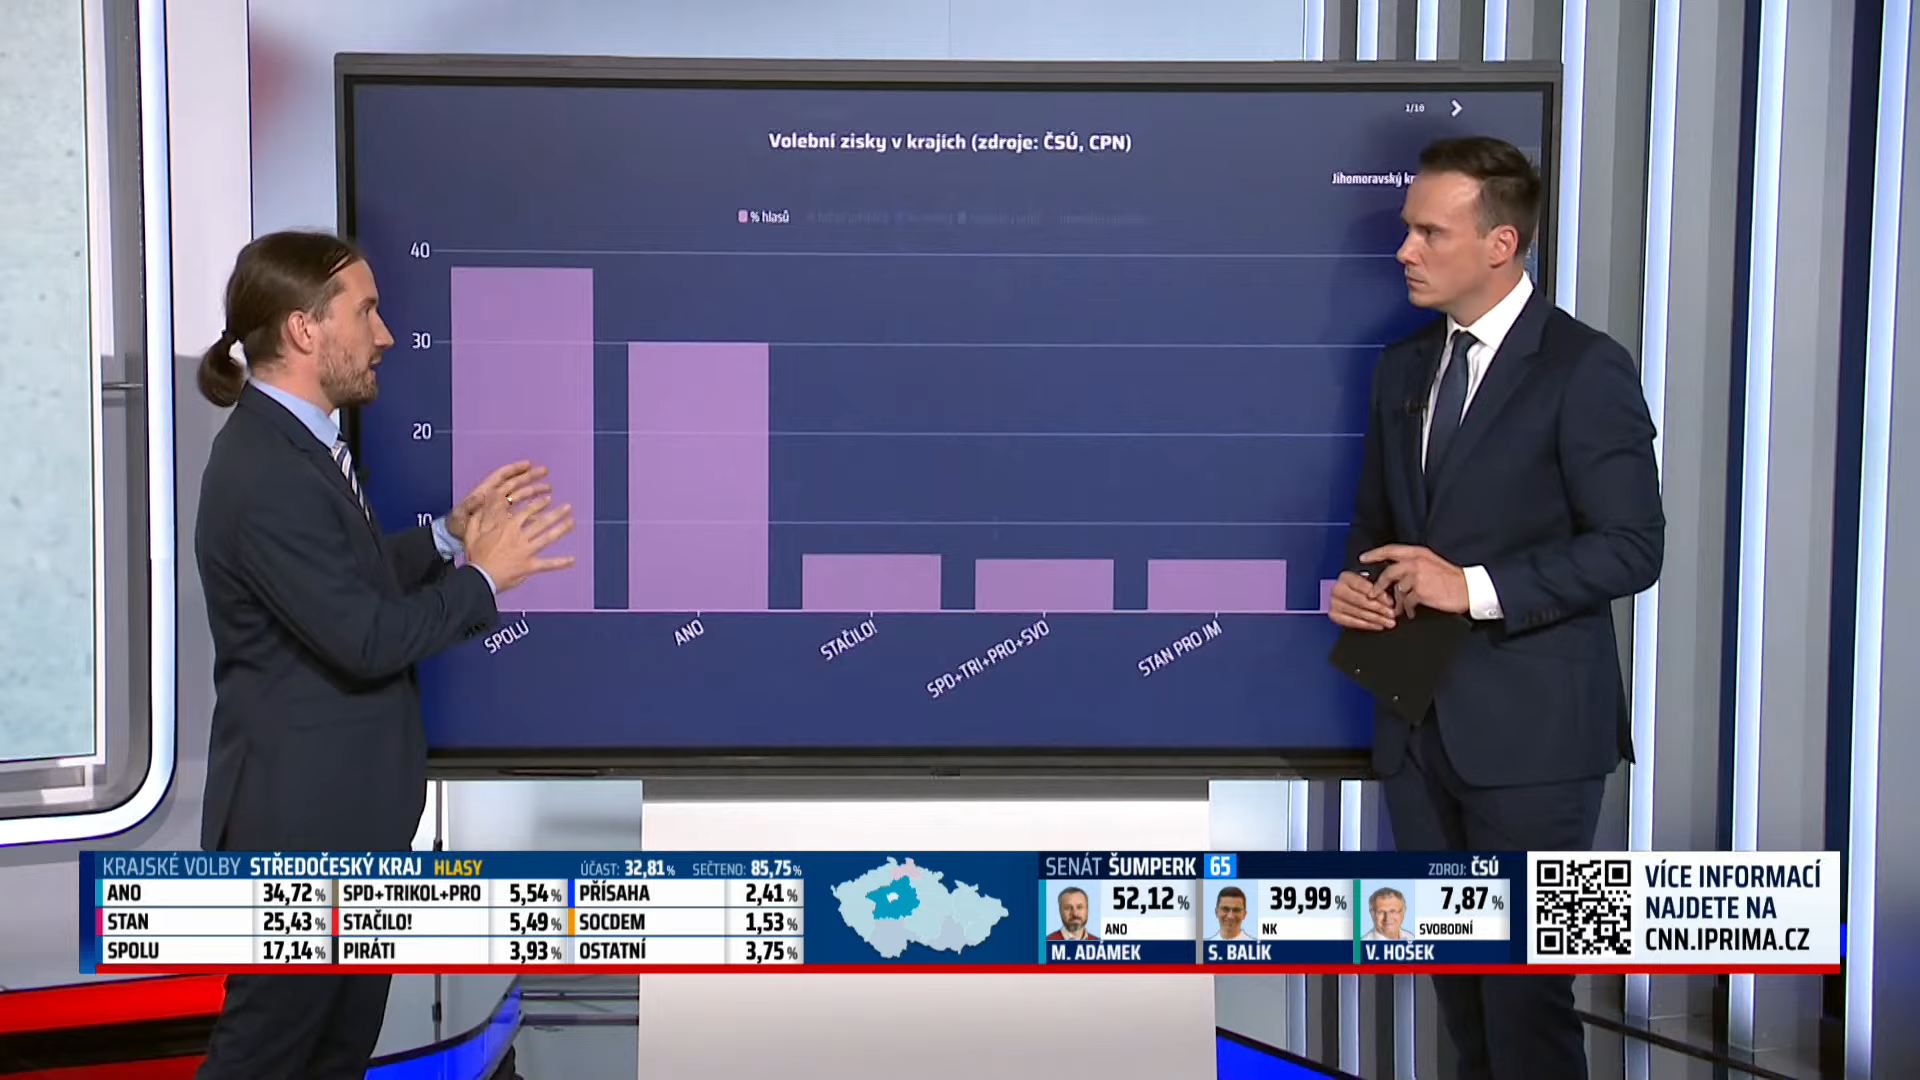 1/10
Volební zisky v krajích (zdroje: ČSÚ, CPN)
Jihomoravský
% hlasů
40
30
20
10
SPOLU
ANO
STAČILO!
SPD+TRI+PRO+SVO
STAN PRO JM
KRAJSKÉ VOLBY STŘEDOČESKÝ KRAJ HLASY ÚČAST: 32,81% SEČTENO: 85,75%
ANO 34,72% SPD+TRIKOL+PRO 5,54% PŘÍSAHA 2,41%
STAN 25,43% STAČILO! 5,49% SOCDEM 1,53%
SPOLU 17,14% PIRÁTI 3,93% OSTATNÍ 3,75%
SENÁT ŠUMPERK 65 ZDROJ: ČSÚ
52,12% 39,99% 7,87%
ANO NK SVOBODNÍ
M. ADÁMEK S. BALÍK V. HOŠEK
VÍCE INFORMACÍ
NAJDETE NA
CNN.IPRIMA.CZ